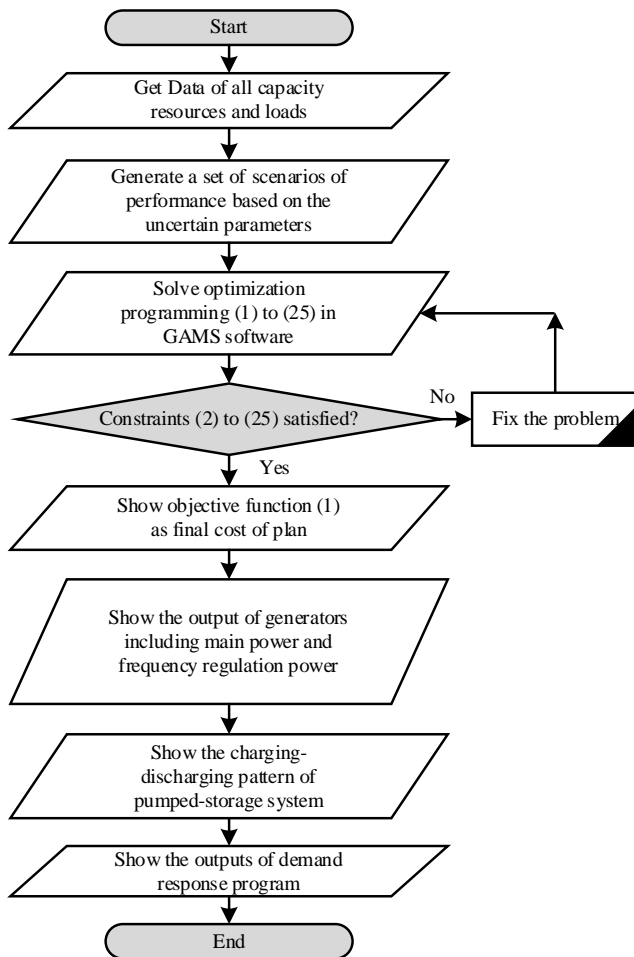 Start
Get Data of all capacity
resources and loads
Generate a set of scenarios of
performance based on the
uncertain parameters
Solve optimization
programming (1) to (25) in
GAMS software
Constraints (2) to (25) satisfied?
No
Fix the problem
Yes
Show objective function (1)
as final cost of plan
Show the output of generators
including main power and
frequency regulation power
Show the charging-
discharging pattern of
pumped-storage system
Show the outputs of demand
response program
End